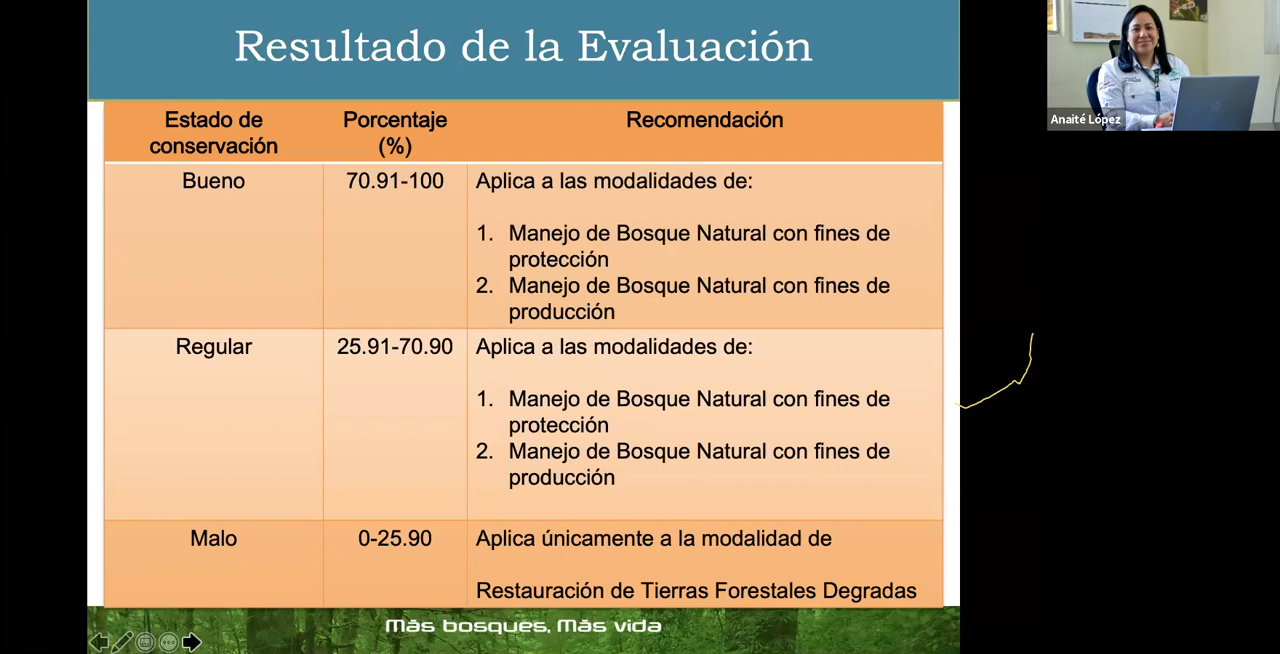 Resultado de la Evaluación
Anaité López
Estado de
conservación
Porcentaje
(%)
Recomendación
Bueno
70.91-100
Aplica a las modalidades de:
1. Manejo de Bosque Natural con fines de
protección
2. Manejo de Bosque Natural con fines de
producción
Regular
25.91-70.90
Aplica a las modalidades de:
1. Manejo de Bosque Natural con fines de
protección
2. Manejo de Bosque Natural con fines de
producción
Malo
0-25.90
Aplica únicamente a la modalidad de
Restauración de Tierras Forestales Degradas
Más bosques, Más vida